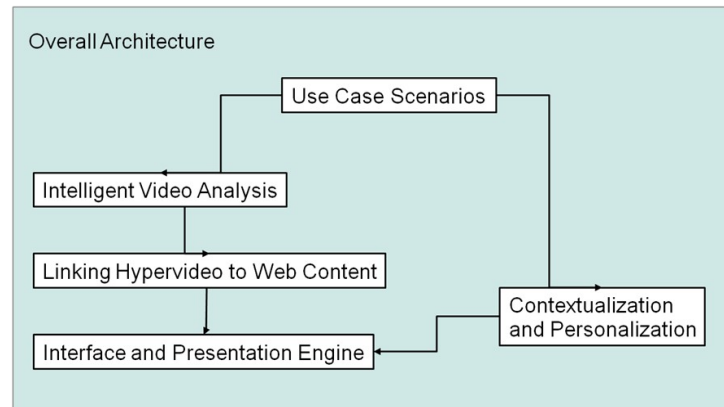 Overall Architecture
Use Case Scenarios
Intelligent Video Analysis
Linking Hypervideo to Web Content
Contextualization
and Personalization
Interface and Presentation Engine